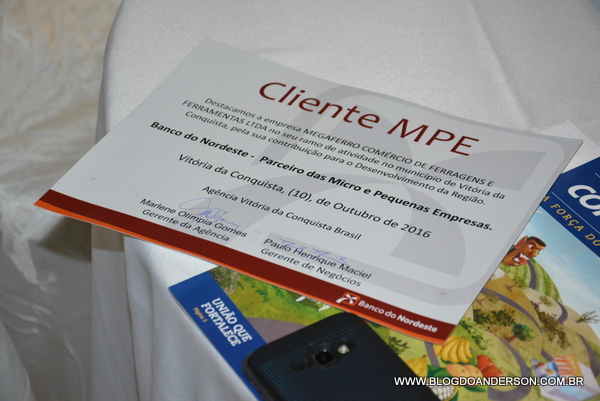 Cliente MPE
Destacamos a empresa MEGAFERRO COMÉRCIO DE FERRAGENS E
FERRAMENTAS LTDA no seu ramo de atividade no município de Vitória da
Conquista, pela sua contribuição para o Desenvolvimento da Região.
Banco do Nordeste - Parceiro das Micro e Pequenas Empresas.
Vitória da Conquista, (10), de Outubro de 2016
Agência Vitória da Conquista Brasil
Marlene Olímpia Gomes
Gerente da Agência
Paulo Henrique Maciel
Gerente de Negócios
Banco do Nordeste
A FORÇA DO
UNIÃO QUE
FORTALECE
WWW.BLOGDOANDERSON.COM.BR